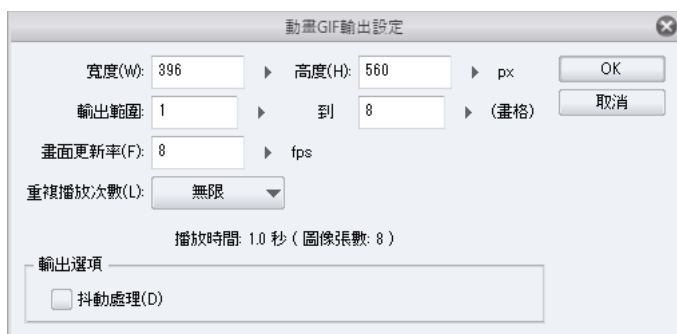 動畫GIF輸出設定
寬度(W): 396 高度(H): 560 px OK
輸出範圍: 1 到 8 (畫格) 取消
畫面更新率(F): 8 fps
重複播放次數(L): 無限
播放時間: 1.0 秒 ( 圖像張數: 8 )
輸出選項
抖動處理(D)